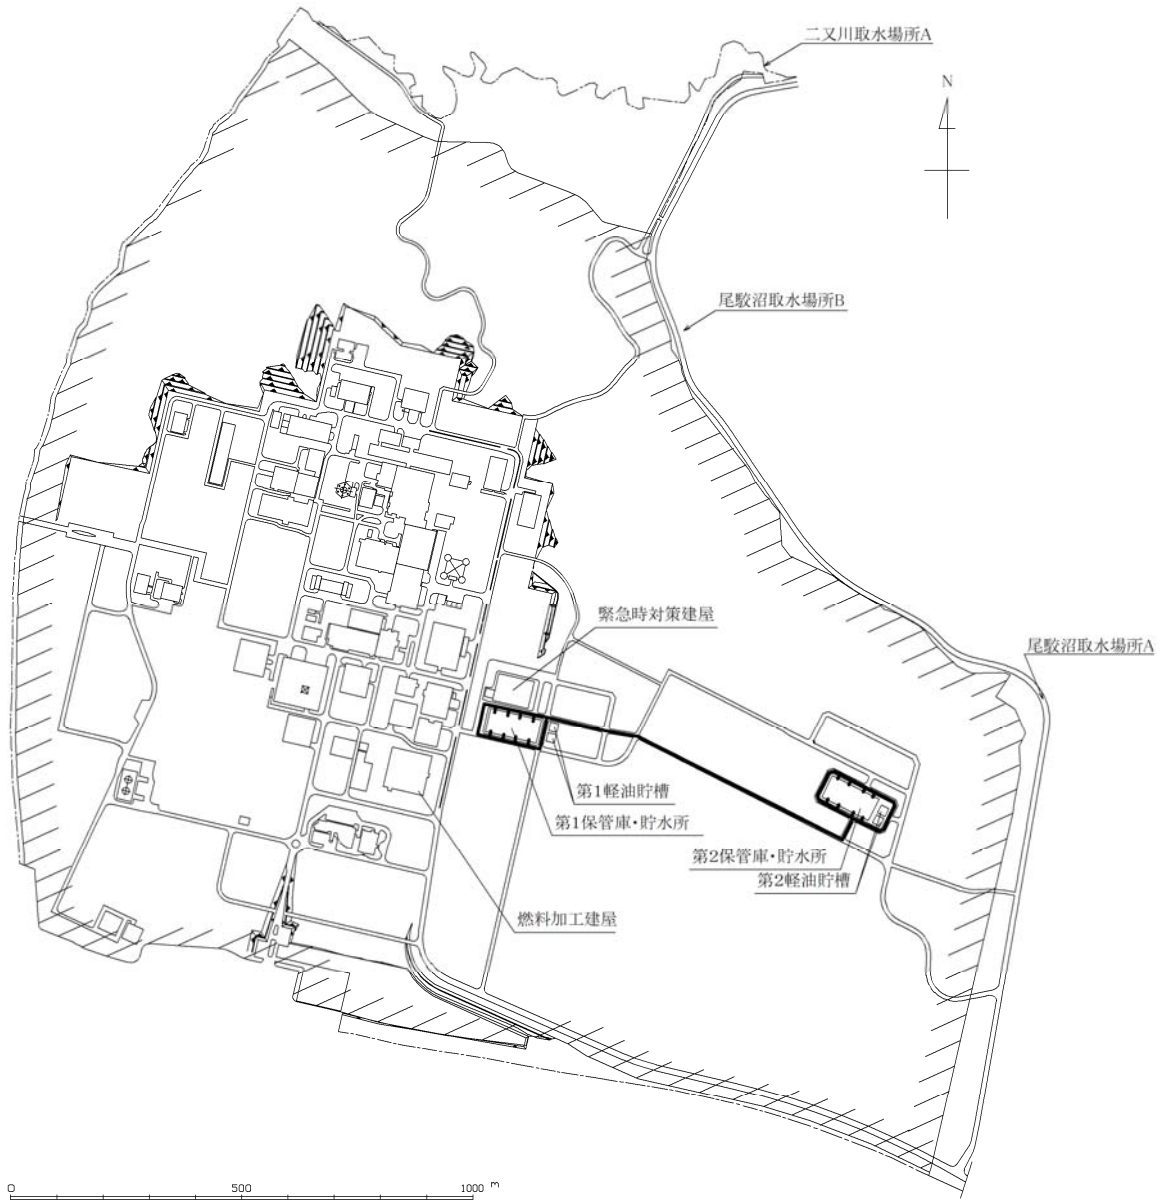 二又川取水場所A
N
尾駮沼取水場所B
緊急時対策建屋
尾駮沼取水場所A
第1軽油貯槽
第1保管庫・貯水所
第2保管庫・貯水所
第2軽油貯槽
燃料加工建屋
0 500 1000 m